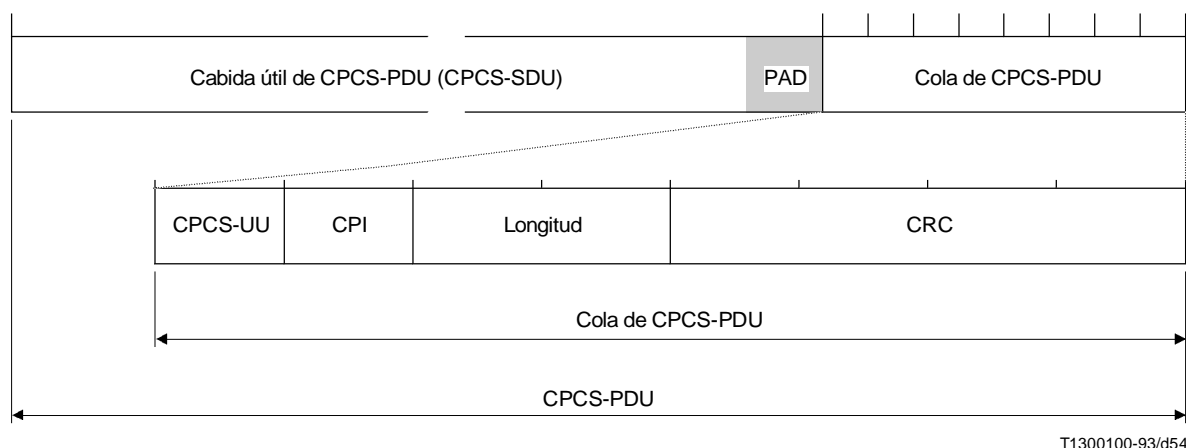 Cabida útil de CPCS-PDU (CPCS-SDU) PAD Cola de CPCS-PDU
CPCS-UU CPI Longitud CRC
Cola de CPCS-PDU
CPCS-PDU
T1300100-93/d54